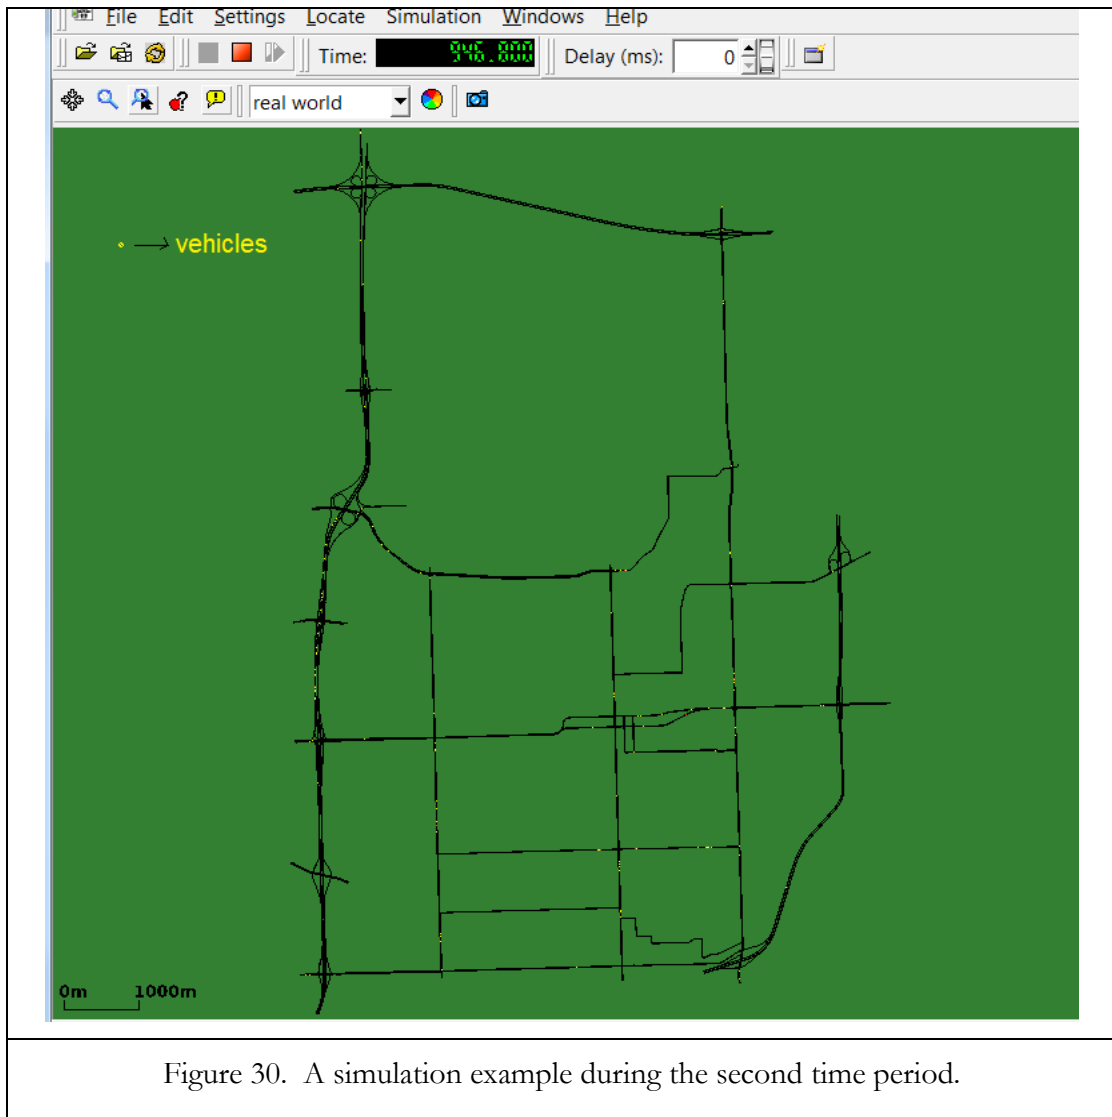 File Edit Settings Locate Simulation Windows Help
Time: 946.000 Delay (ms): 0
real world
vehicles
0m 1000m
Figure 30. A simulation example during the second time period.